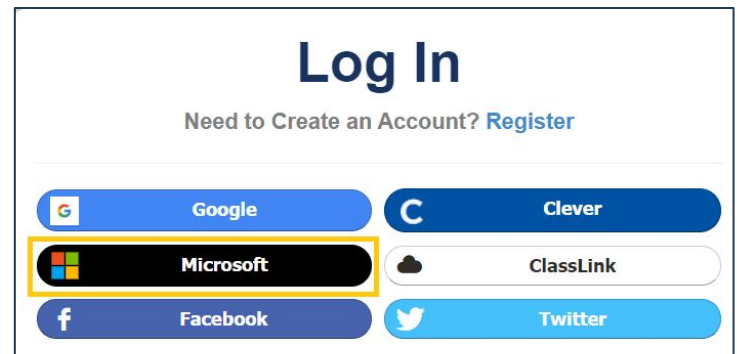 Log In
Need to Create an Account? Register
Google
Clever
Microsoft
ClassLink
Facebook
Twitter